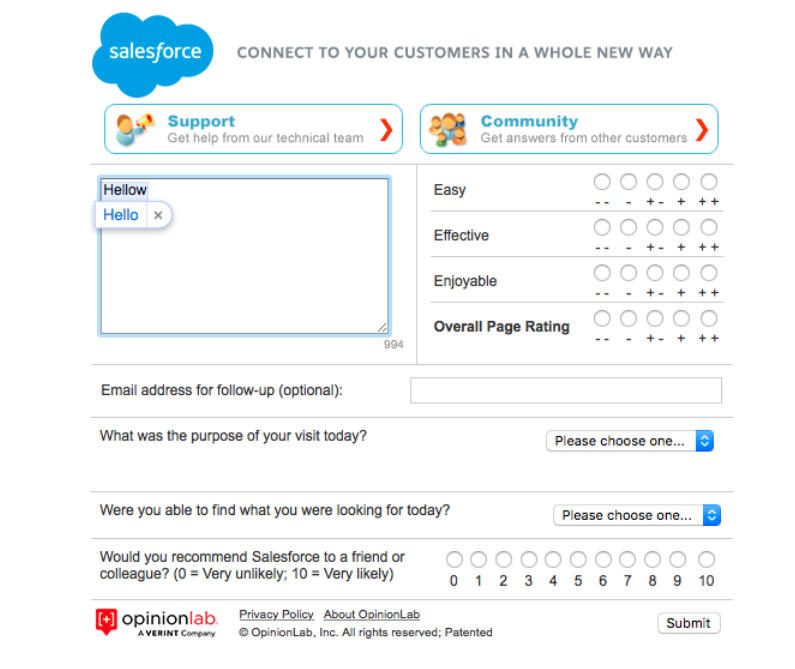 salesforce
CONNECT TO YOUR CUSTOMERS IN A WHOLE NEW WAY
Support
Get help from our technical team
Community
Get answers from other customers
Hellow
Hello ×
994
Easy
-- - +- + ++
Effective
-- - +- + ++
Enjoyable
-- - +- + ++
Overall Page Rating
-- - +- + ++
Email address for follow-up (optional):
What was the purpose of your visit today?
Please choose one...
Were you able to find what you were looking for today?
Please choose one...
Would you recommend Salesforce to a friend or
colleague? (0 = Very unlikely; 10 = Very likely)
0 1 2 3 4 5 6 7 8 9 10
[+] opinionlab.
A VERINT Company
Privacy Policy About OpinionLab
© OpinionLab, Inc. All rights reserved; Patented
Submit